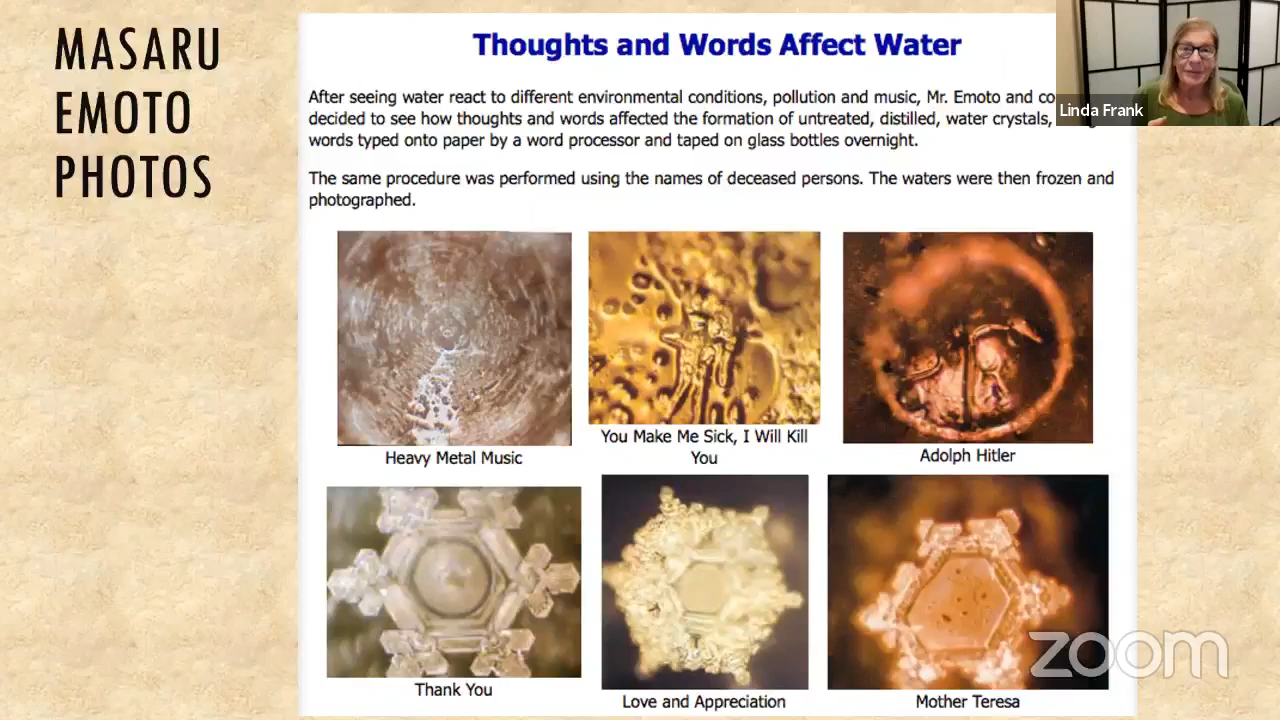 MASARU
EMOTO
PHOTOS
Thoughts and Words Affect Water
Linda Frank
After seeing water react to different environmental conditions, pollution and music, Mr. Emoto and
decided to see how thoughts and words affected the formation of untreated, distilled, water crystals,
words typed onto paper by a word processor and taped on glass bottles overnight.
The same procedure was performed using the names of deceased persons. The waters were then frozen and
photographed.
Heavy Metal Music
You Make Me Sick, I Will Kill
You
Adolph Hitler
Thank You
Love and Appreciation
Mother Teresa
zoom